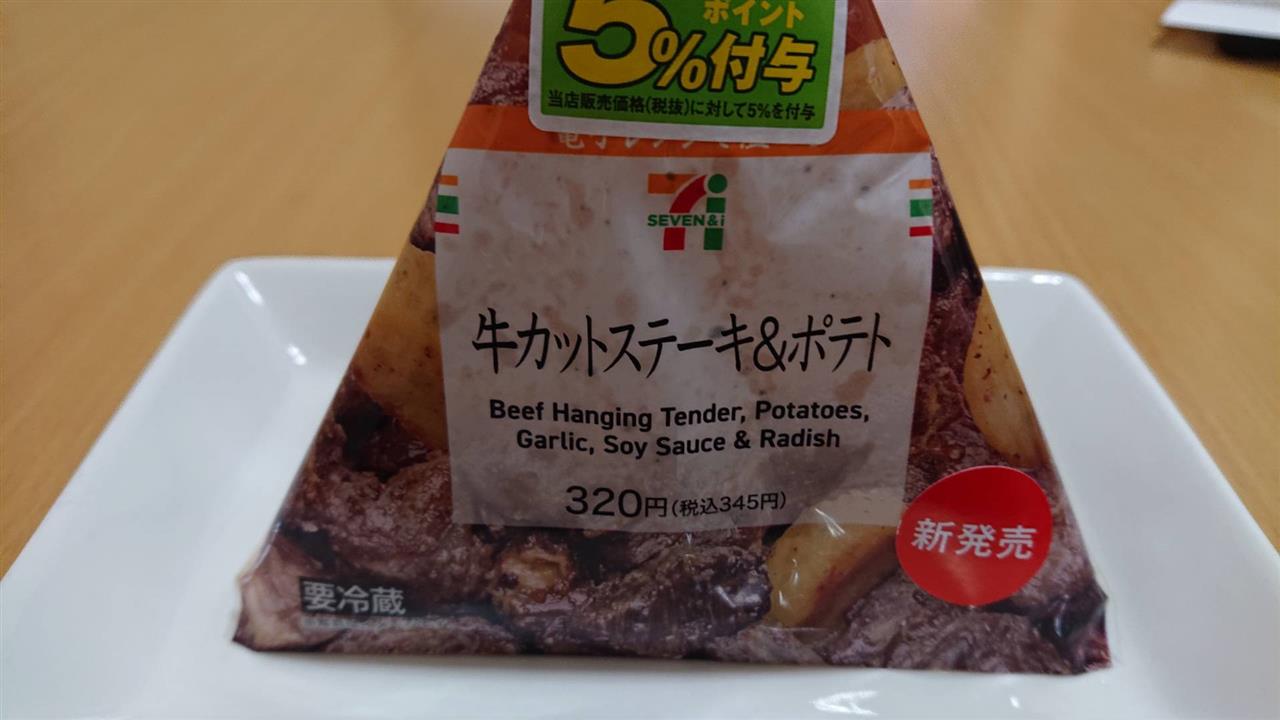 ポイント
5%付与
当店販売価格(税抜)に対して5%を付与
SEVEN&i
牛カットステーキ&ポテト
Beef Hanging Tender, Potatoes,
Garlic, Soy Sauce & Radish
320円(税込345円)
新発売
要冷蔵